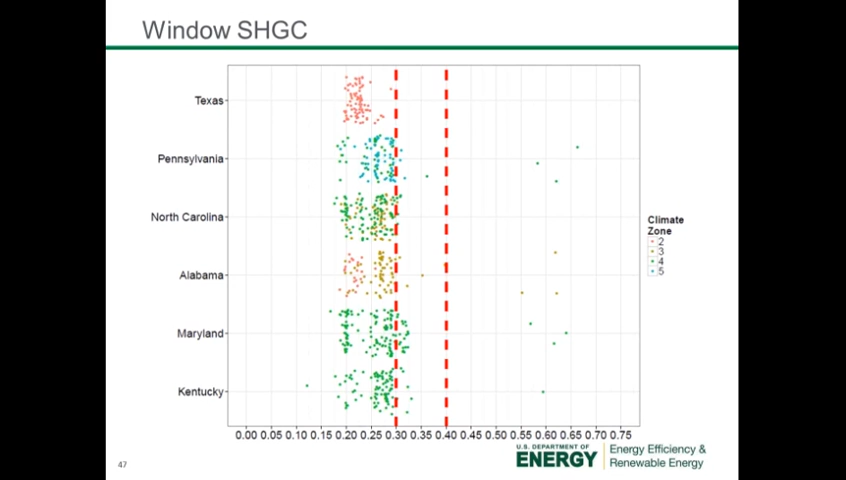 Window SHGC
Texas
Pennsylvania
North Carolina
Alabama
Maryland
Kentucky
0.00 0.05 0.10 0.15 0.20 0.25 0.30 0.35 0.40 0.45 0.50 0.55 0.60 0.65 0.70 0.75
Climate
Zone
2
3
4
5
U.S. DEPARTMENT OF
ENERGY
Energy Efficiency &
Renewable Energy
47